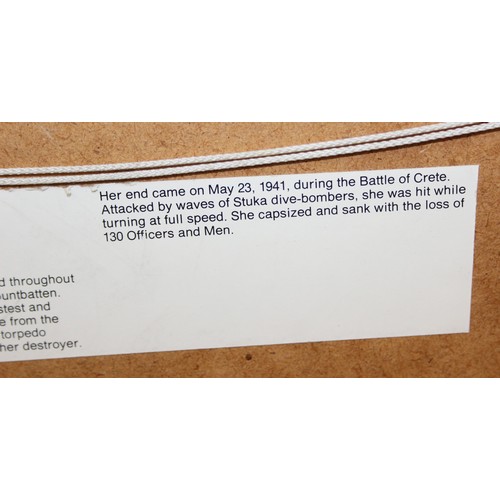 Her end came on May 23, 1941, during the Battle of Crete.
Attacked by waves of Stuka dive-bombers, she was hit while
turning at full speed. She capsized and sank with the loss of
130 Officers and Men.
throughout
stest and
e from the
torpedo
her destroyer.